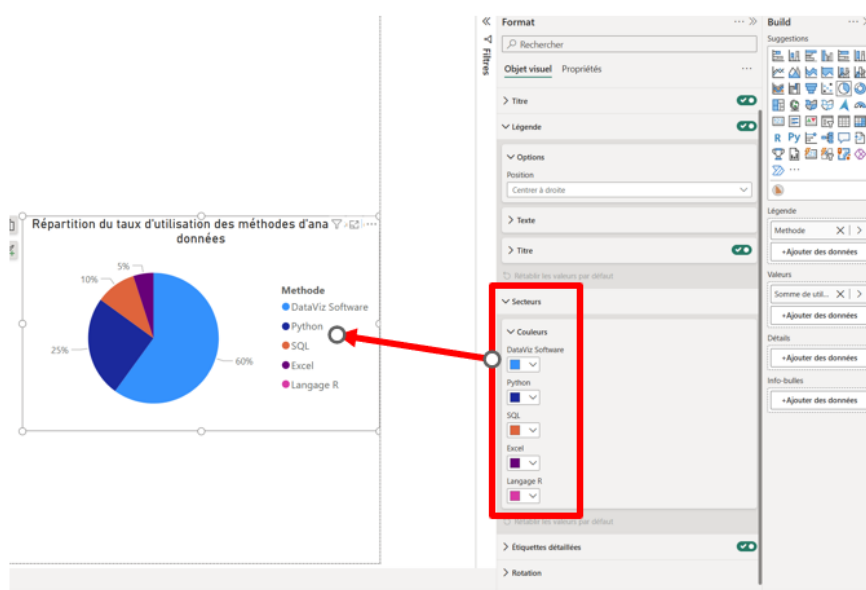 Répartition du taux d'utilisation des méthodes d'ana
données
5%
10%
25%
60%
Methode
DataViz Software
Python
SQL
Excel
Langage R
Filtres
Format
Rechercher
Objet visuel Propriétés
Titre
Légende
Options
Position
Centrer à droite
Texte
Titre
Rétablir les valeurs par défaut
Secteurs
Couleurs
DataViz Software
Python
SQL
Excel
Langage R
Rétablir les valeurs par défaut
Étiquettes détaillées
Rotation
Build
Suggestions
R Py
Légende
Methode
+Ajouter des données
Valeurs
Somme de util...
+Ajouter des données
Détails
+Ajouter des données
Info-bulles
+Ajouter des données